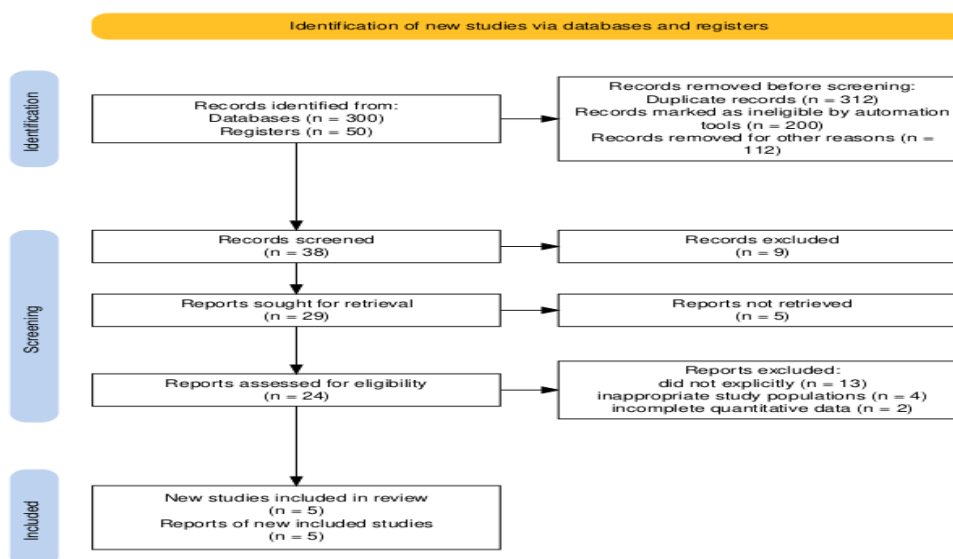 Identification of new studies via databases and registers
Identification
Records identified from:
Databases (n = 300)
Registers (n = 50)
Records removed before screening:
Duplicate records (n = 312)
Records marked as ineligible by automation
tools (n = 200)
Records removed for other reasons (n =
112)
Screening
Records screened
(n = 38)
Records excluded
(n = 9)
Reports sought for retrieval
(n = 29)
Reports not retrieved
(n = 5)
Reports assessed for eligibility
(n = 24)
Reports excluded:
did not explicitly (n = 13)
inappropriate study populations (n = 4)
incomplete quantitative data (n = 2)
Included
New studies included in review
(n = 5)
Reports of new included studies
(n = 5)